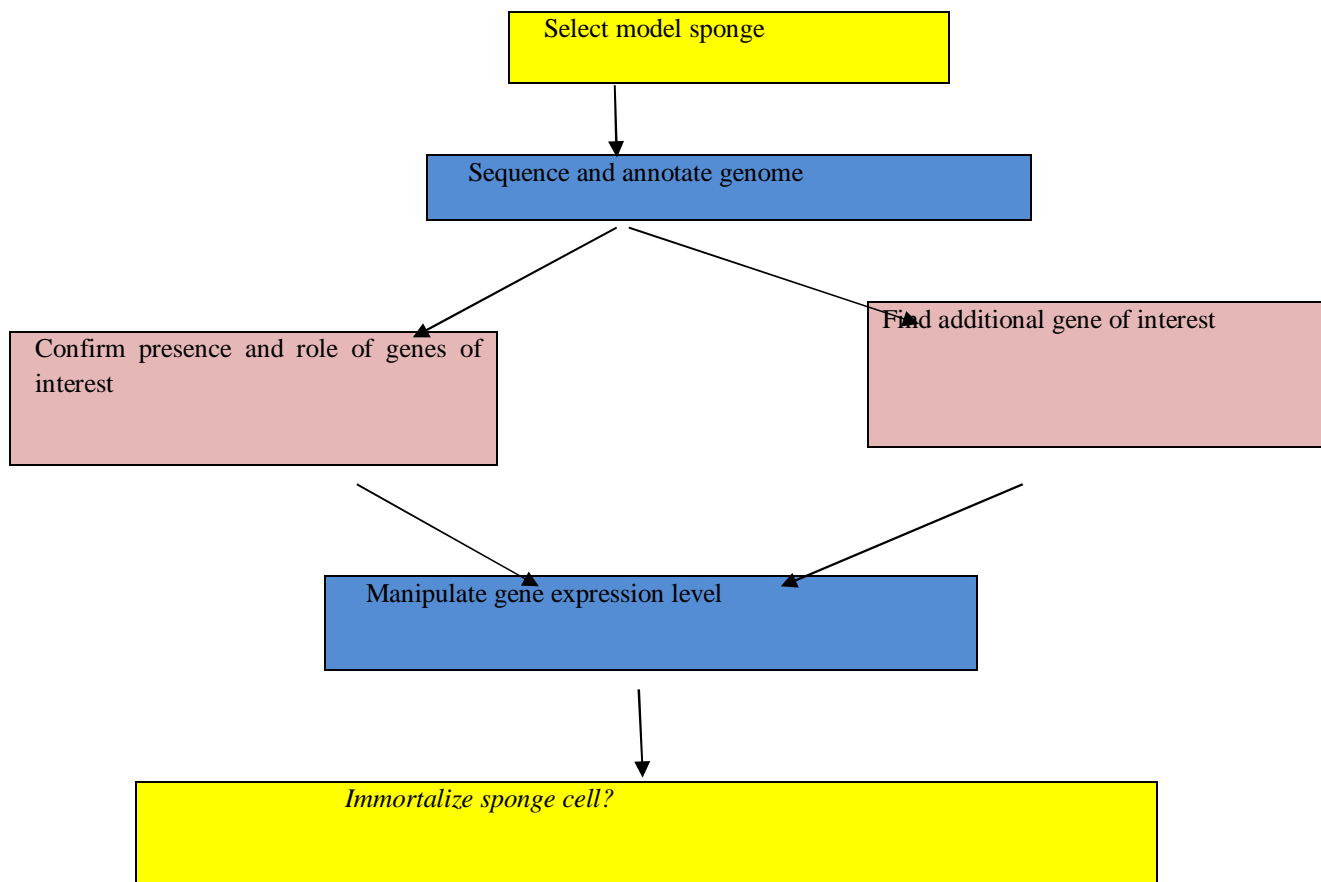 Select model sponge
Sequence and annotate genome
Find additional gene of interest
Confirm presence and role of genes of
interest
Manipulate gene expression level
Immortalize sponge cell?